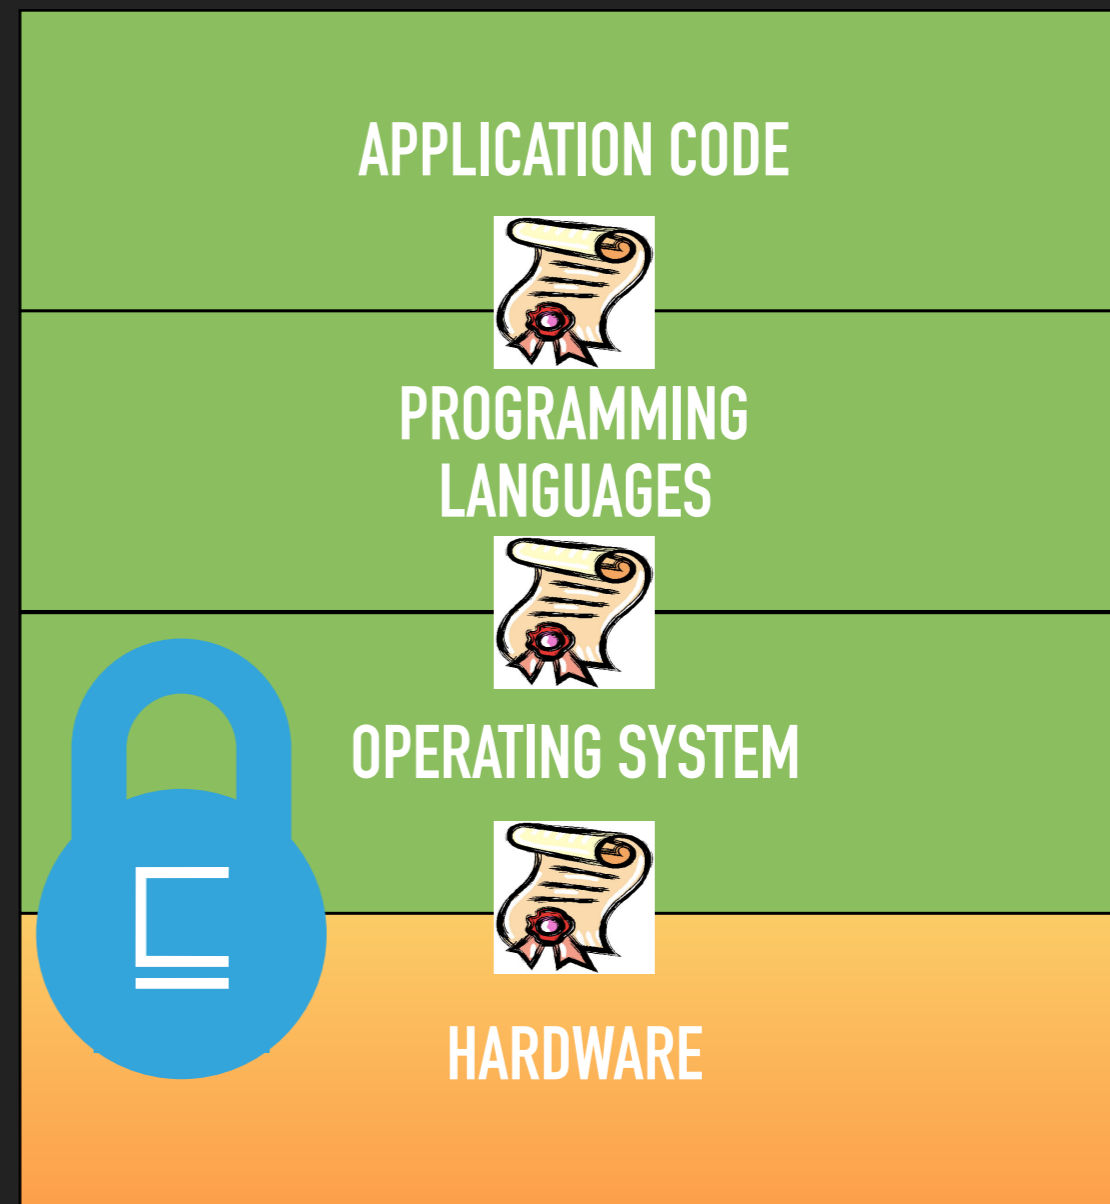 APPLICATION CODE
PROGRAMMING
LANGUAGES
OPERATING SYSTEM
⊑
HARDWARE